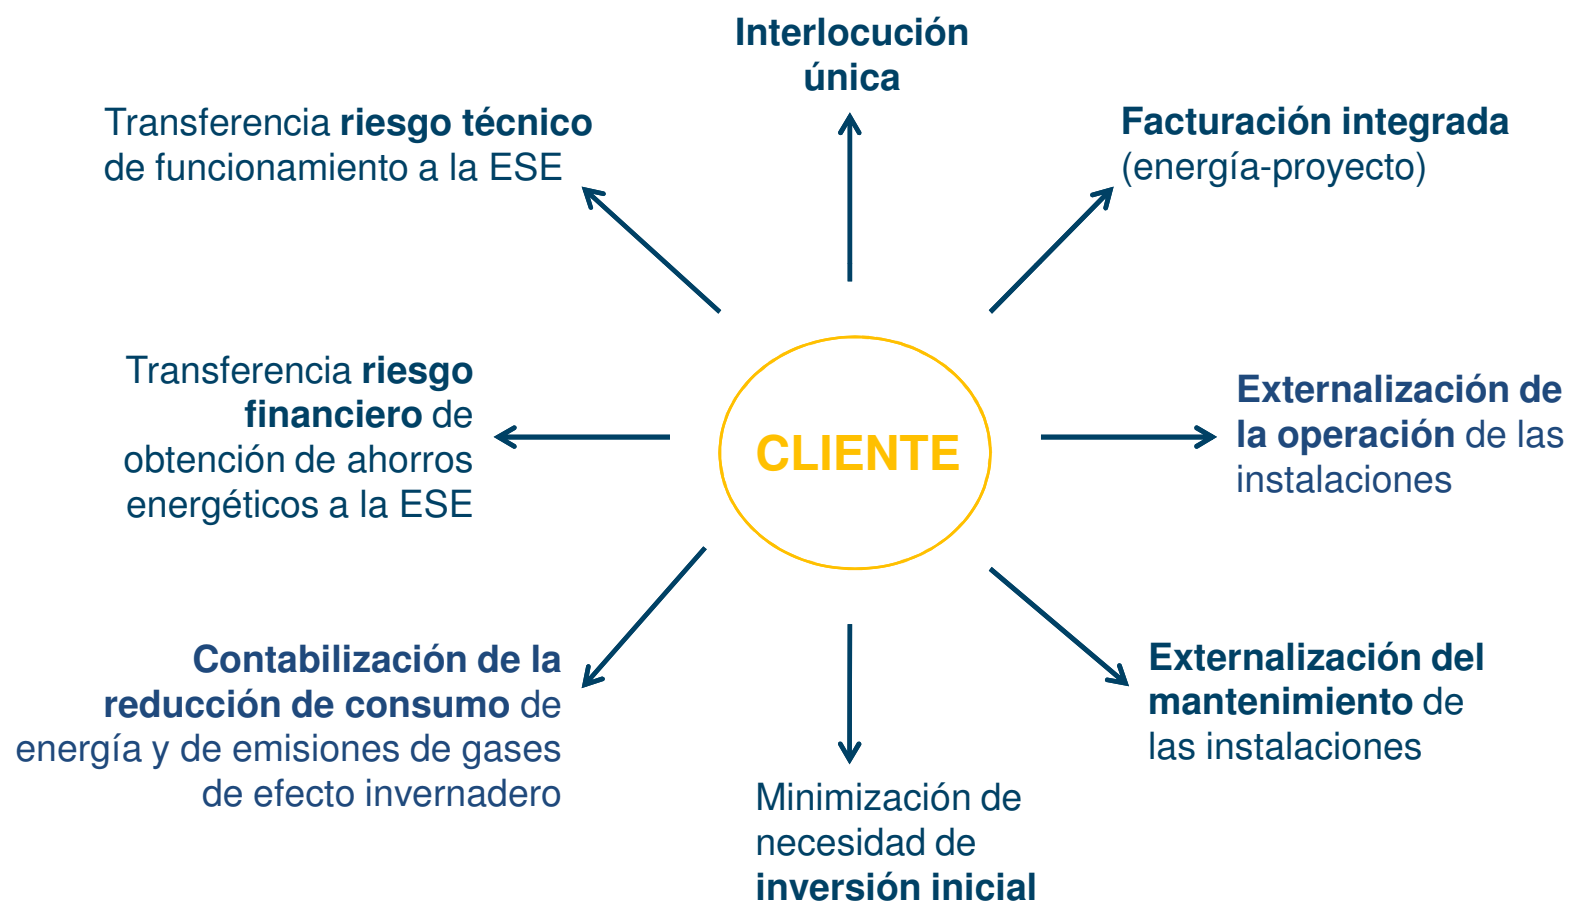 Interlocución
única
Transferencia riesgo técnico
de funcionamiento a la ESE
Facturación integrada
(energía-proyecto)
Transferencia riesgo
financiero de
obtención de ahorros
energéticos a la ESE
CLIENTE
Externalización de
la operación de las
instalaciones
Contabilización de la
reducción de consumo de
energía y de emisiones de gases
de efecto invernadero
Externalización del
mantenimiento de
las instalaciones
Minimización de
necesidad de
inversión inicial